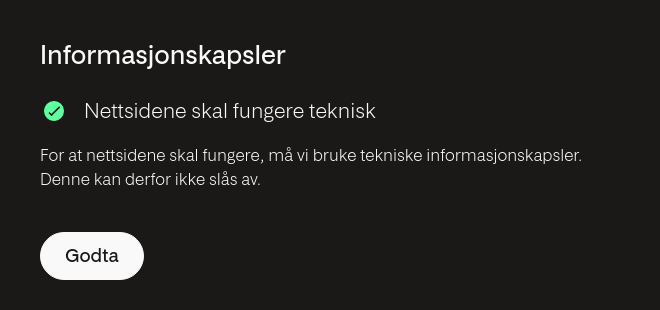 Informasjonskapsler
Nettsidene skal fungere teknisk
For at nettsidene skal fungere, må vi bruke tekniske informasjonskapsler.
Denne kan derfor ikke slås av.
Godta